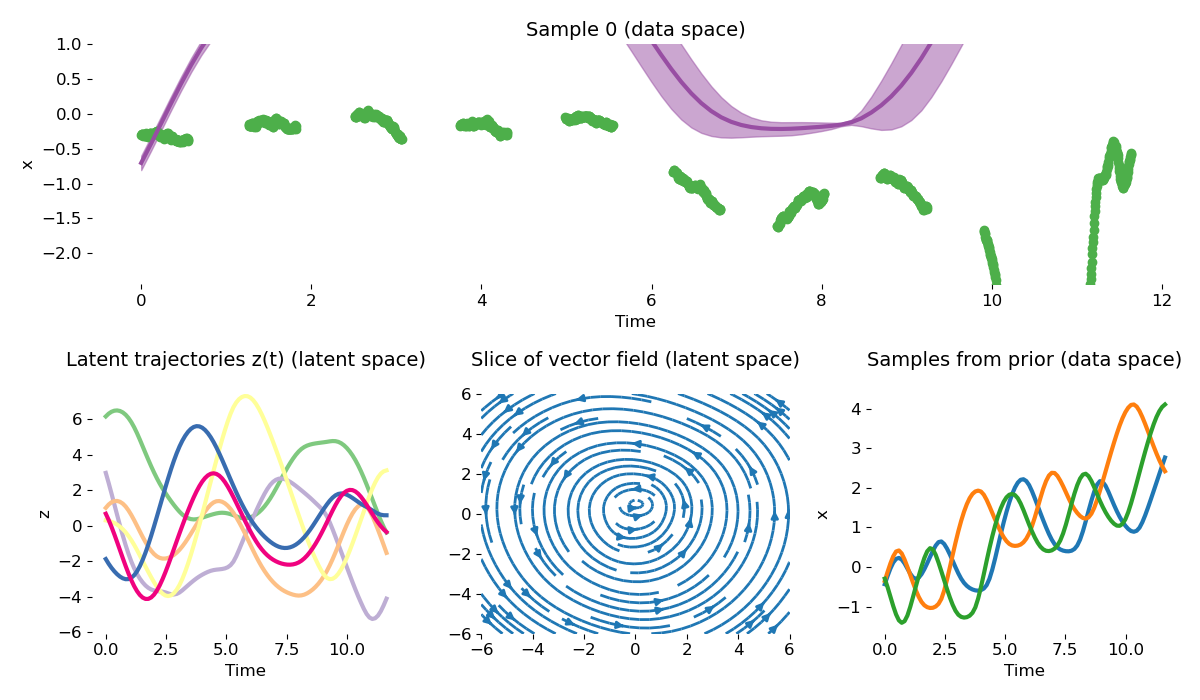 Sample 0 (data space)
1.0
0.5
0.0
−0.5
−1.0
−1.5
−2.0
x
0 2 4 6 8 10 12
Time
Latent trajectories z(t) (latent space)
6
4
2
0
−2
−4
−6
z
0.0 2.5 5.0 7.5 10.0
Time
Slice of vector field (latent space)
6
4
2
0
−2
−4
−6
−6 −4 −2 0 2 4 6
Samples from prior (data space)
4
3
2
1
0
−1
x
0.0 2.5 5.0 7.5 10.0
Time